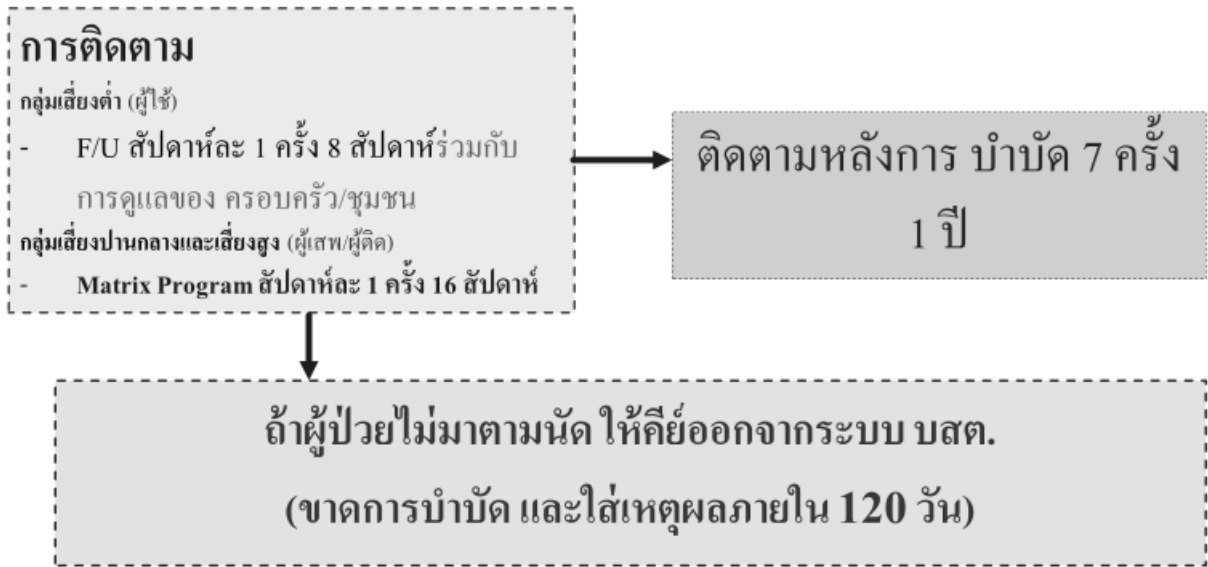 การติดตาม
กลุ่มเสี่ยงต่ำ (ผู้ใช้)
- F/U สัปดาห์ละ 1 ครั้ง 8 สัปดาห์ร่วมกับ
การดูแลของ ครอบครัว/ชุมชน
กลุ่มเสี่ยงปานกลางและเสี่ยงสูง (ผู้เสพ/ผู้ติด)
- Matrix Program สัปดาห์ละ 1 ครั้ง 16 สัปดาห์
ติดตามหลังการ บำบัด 7 ครั้ง
1 ปี
ถ้าผู้ป่วยไม่มาตามนัด ให้คีย์ออกจากระบบ บสต.
(ขาดการบำบัด และใส่เหตุผลภายใน 120 วัน)